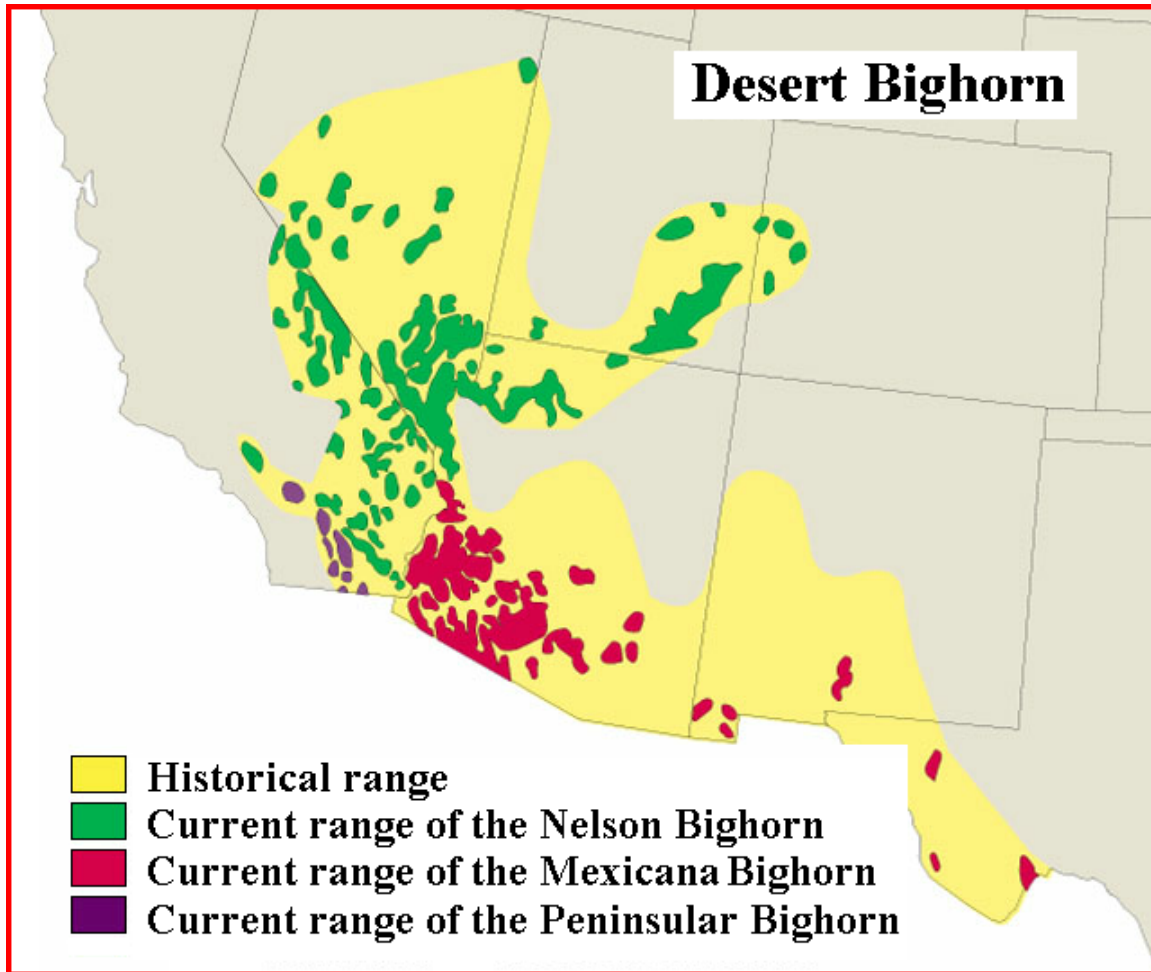 Desert Bighorn
Historical range
Current range of the Nelson Bighorn
Current range of the Mexicana Bighorn
Current range of the Peninsular Bighorn